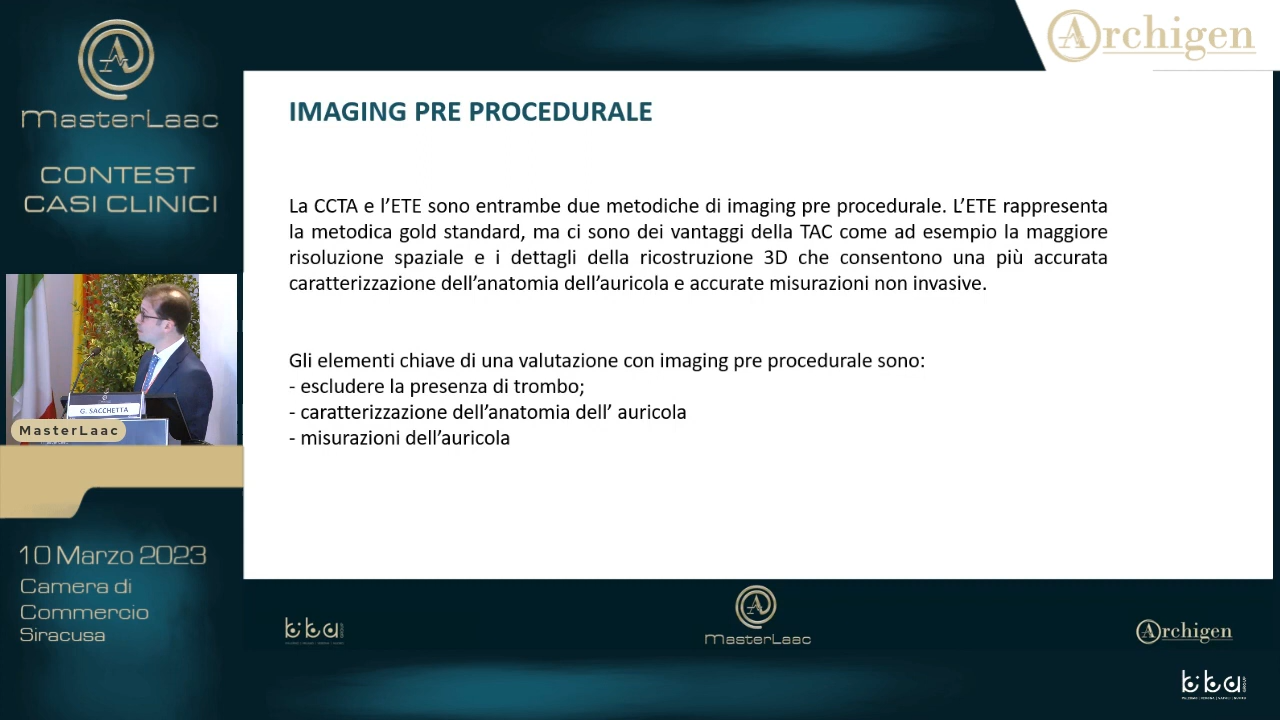 MasterLaac
CONTEST
CASI CLINICI
Archigen
IMAGING PRE PROCEDURALE
La CCTA e l’ETE sono entrambe due metodiche di imaging pre procedurale. L’ETE rappresenta
la metodica gold standard, ma ci sono dei vantaggi della TAC come ad esempio la maggiore
risoluzione spaziale e i dettagli della ricostruzione 3D che consentono una più accurata
caratterizzazione dell’anatomia dell’auricola e accurate misurazioni non invasive.
Gli elementi chiave di una valutazione con imaging pre procedurale sono:
- escludere la presenza di trombo;
- caratterizzazione dell’anatomia dell’ auricola
- misurazioni dell’auricola
G. SACCHETTA
MasterLaac
10 Marzo 2023
Camera di
Commercio
Siracusa
bba
MasterLaac
Archigen
bba